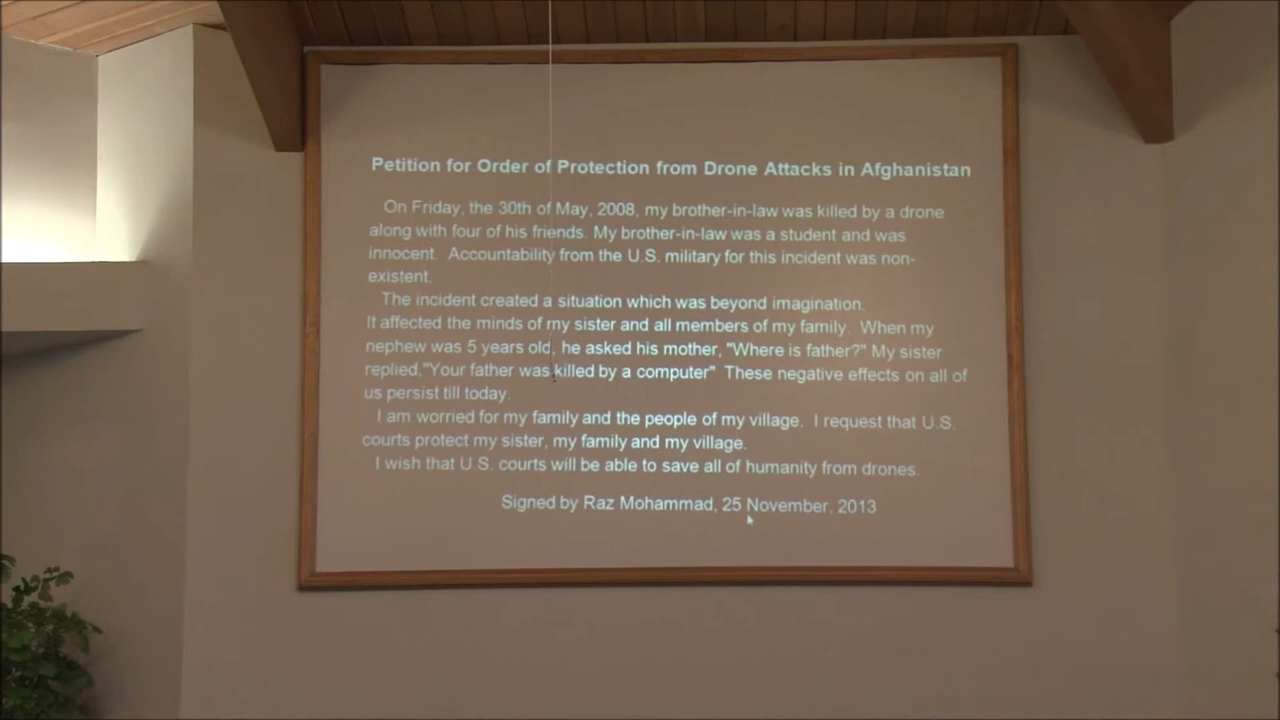 Petition for Order of Protection from Drone Attacks in Afghanistan
On Friday, the 30th of May, 2008, my brother-in-law was killed by a drone
along with four of his friends. My brother-in-law was a student and was
innocent. Accountability from the U.S. military for this incident was non-
existent.
The incident created a situation which was beyond imagination.
It affected the minds of my sister and all members of my family. When my
nephew was 5 years old, he asked his mother, "Where is father?" My sister
replied,"Your father was killed by a computer" These negative effects on all of
us persist till today.
I am worried for my family and the people of my village. I request that U.S.
courts protect my sister, my family and my village.
I wish that U.S. courts will be able to save all of humanity from drones.
Signed by Raz Mohammad, 25 November, 2013